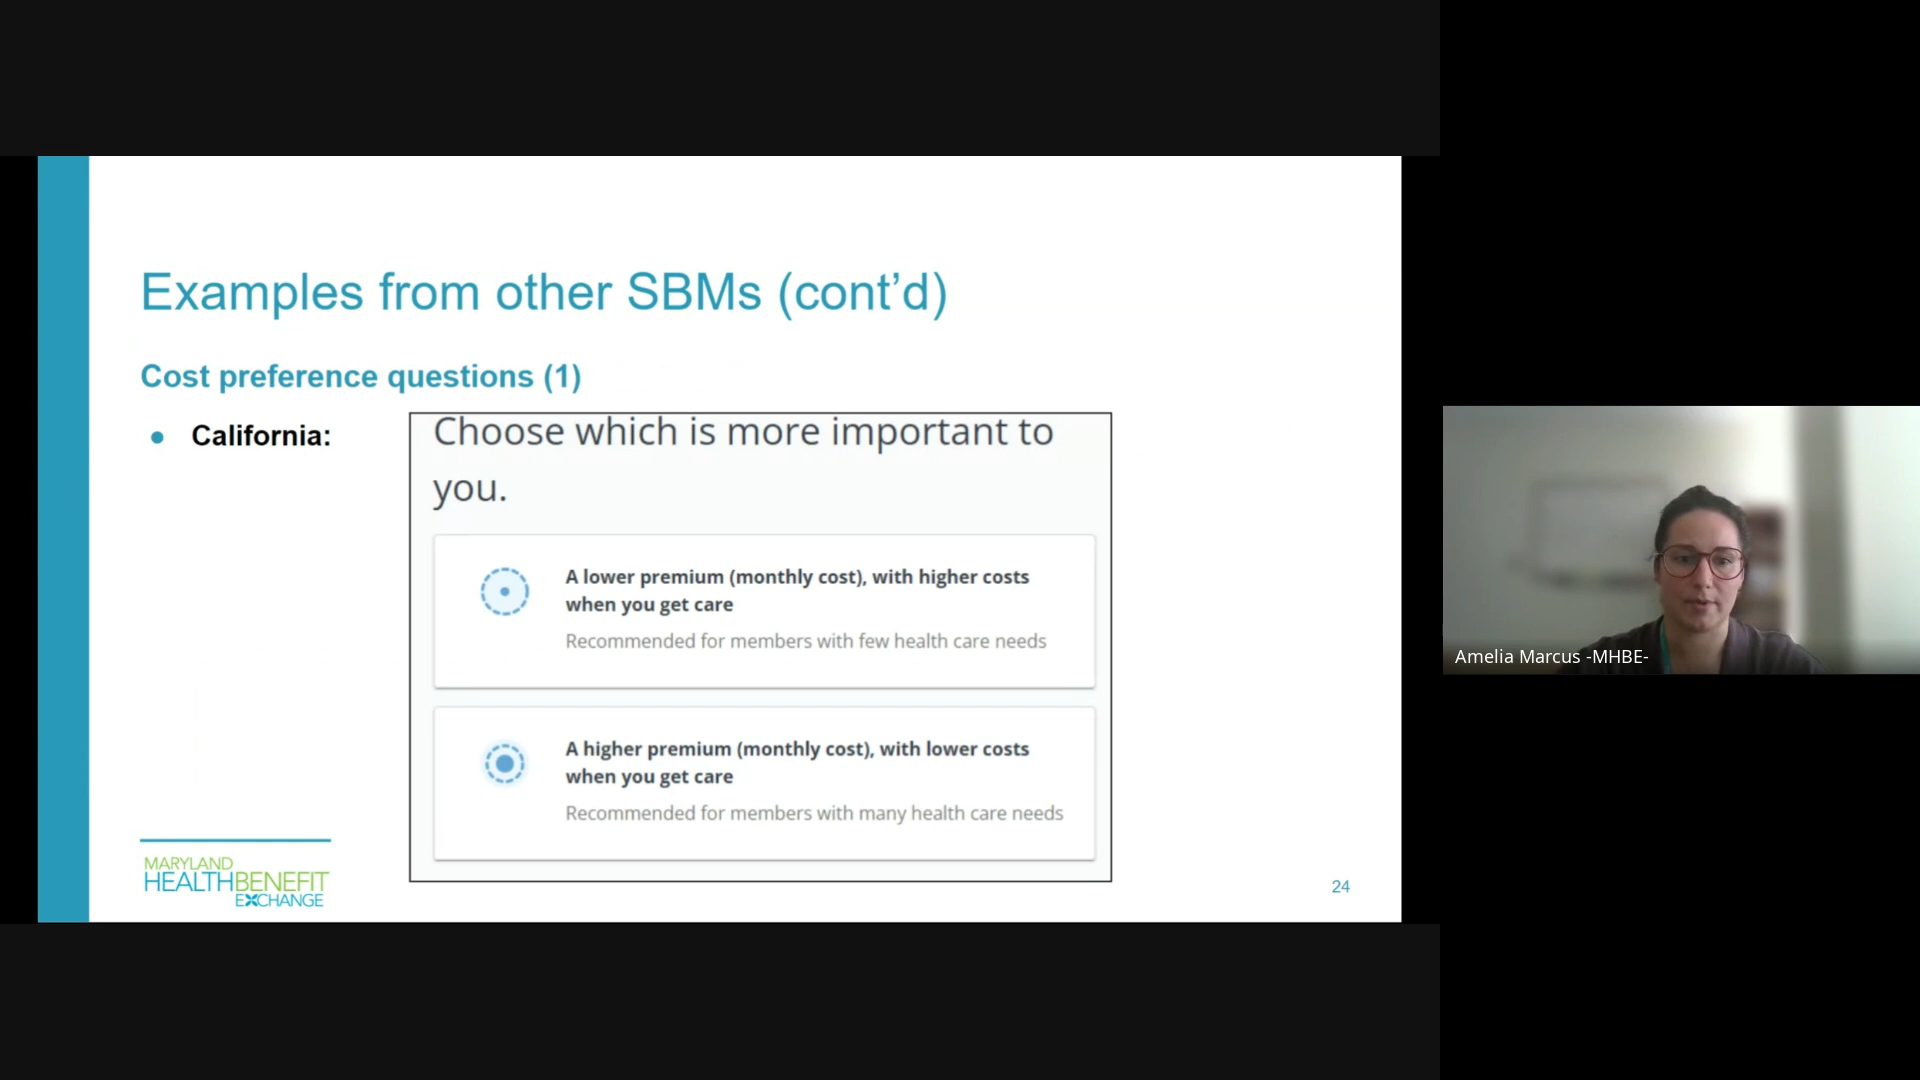 Examples from other SBMs (cont’d)
Cost preference questions (1)
● California:
Choose which is more important to
you.
A lower premium (monthly cost), with higher costs
when you get care
Recommended for members with few health care needs
A higher premium (monthly cost), with lower costs
when you get care
Recommended for members with many health care needs
MARYLAND
HEALTHBENEFIT
EXCHANGE
24
Amelia Marcus -MHBE-